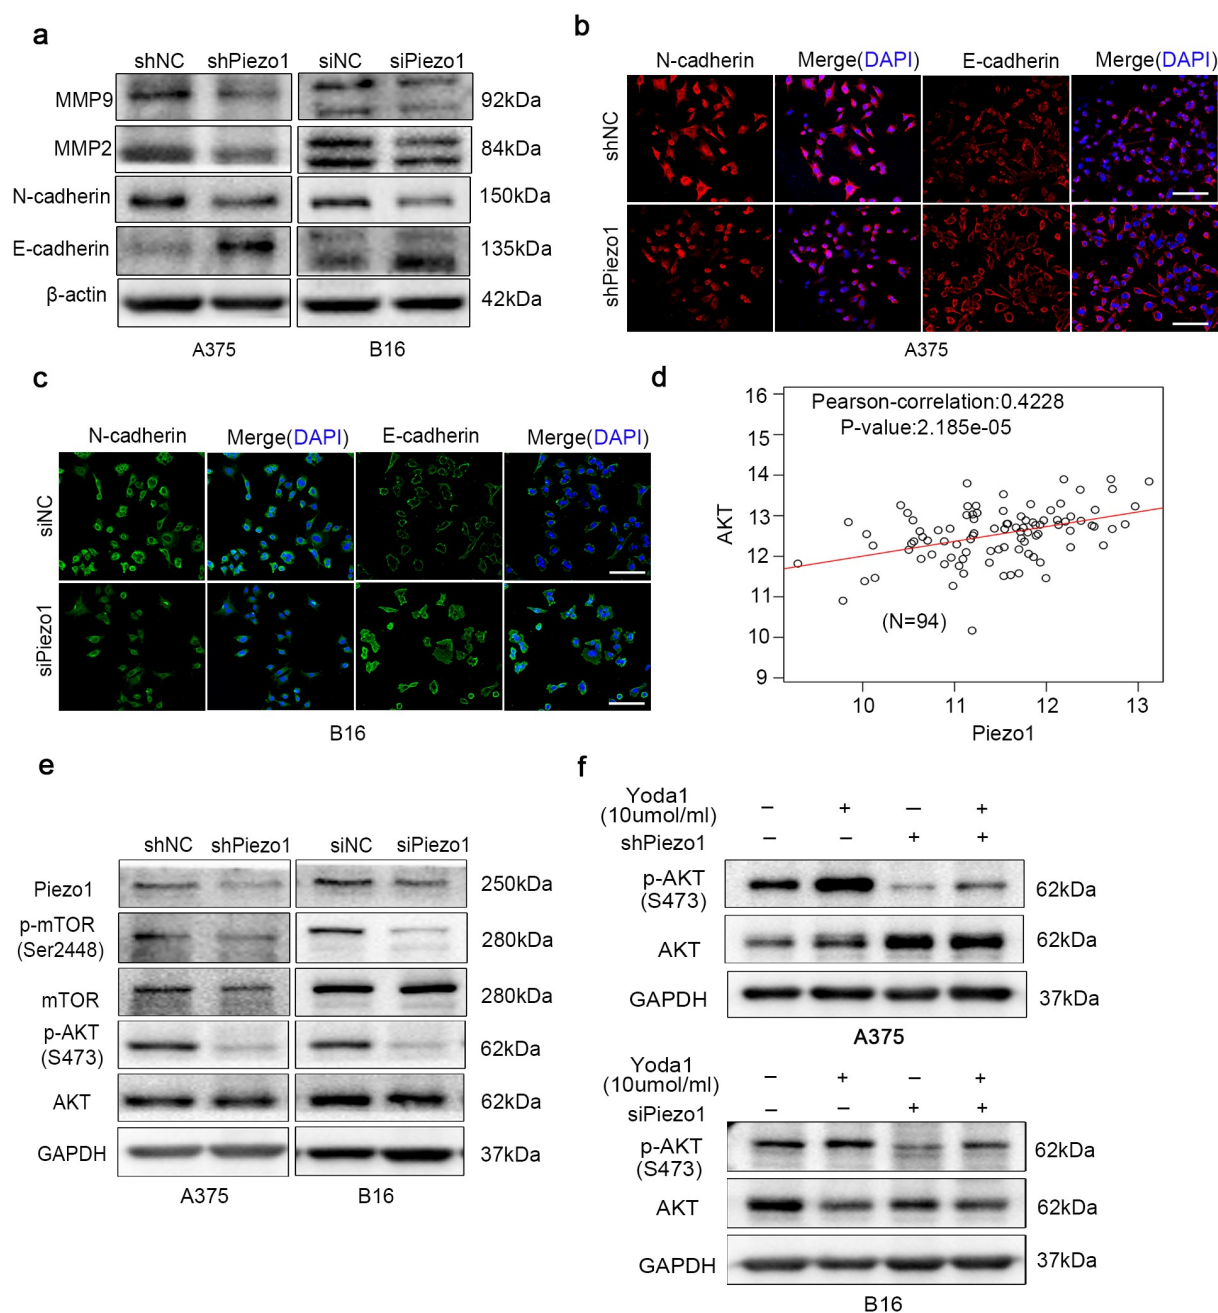 a
shNC shPiezo1 siNC siPiezo1
MMP9 92kDa
MMP2 84kDa
N-cadherin 150kDa
E-cadherin 135kDa
β-actin 42kDa
A375 B16
b
N-cadherin Merge(DAPI) E-cadherin Merge(DAPI)
shNC
shPiezo1
A375
c
N-cadherin Merge(DAPI) E-cadherin Merge(DAPI)
siNC
siPiezo1
B16
d
Pearson-correlation:0.4228
P-value:2.185e-05
16
15
14
13
12
11
10
9
AKT
(N=94)
10 11 12 13
Piezo1
e
shNC shPiezo1 siNC siPiezo1
Piezo1 250kDa
p-mTOR
(Ser2448) 280kDa
mTOR 280kDa
p-AKT
(S473) 62kDa
AKT 62kDa
GAPDH 37kDa
A375 B16
f
Yoda1
(10umol/ml) – + – +
shPiezo1 – – + +
p-AKT
(S473) 62kDa
AKT 62kDa
GAPDH 37kDa
A375
Yoda1
(10umol/ml) – + – +
siPiezo1 – – + +
p-AKT
(S473) 62kDa
AKT 62kDa
GAPDH 37kDa
B16